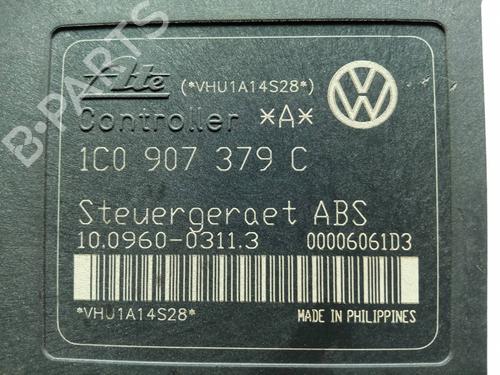 Ate (*VHU1A14S28*)
Controller *A*
1C0 907 379 C
Steuergeraet ABS
10.0960-0311.3 00006061D3
*VHU1A14S28* MADE IN PHILIPPINES
B-PARTS